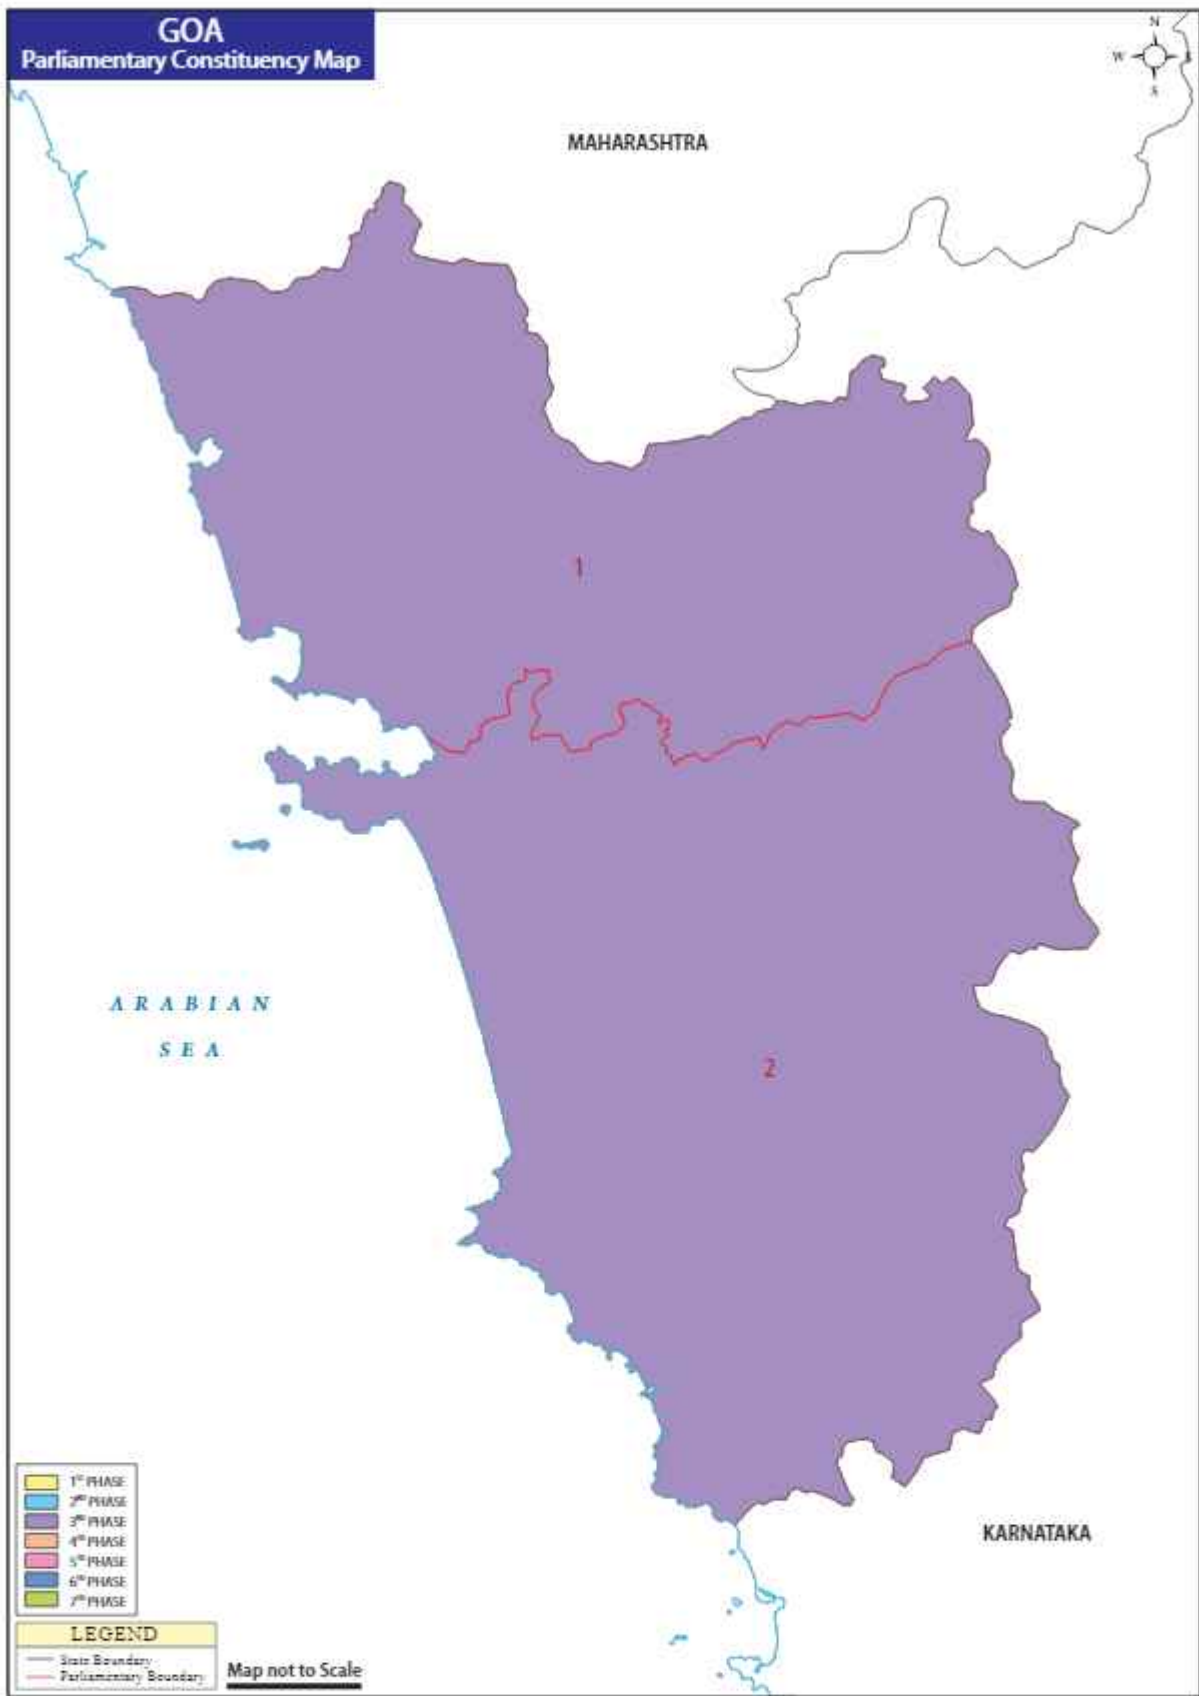 GOA
Parliamentary Constituency Map
N
W
S
MAHARASHTRA
1
ARABIAN
SEA
2
KARNATAKA
1ST PHASE
2ND PHASE
3RD PHASE
4TH PHASE
5TH PHASE
6TH PHASE
7TH PHASE
LEGEND
State Boundary
Parliamentary Boundary
Map not to Scale